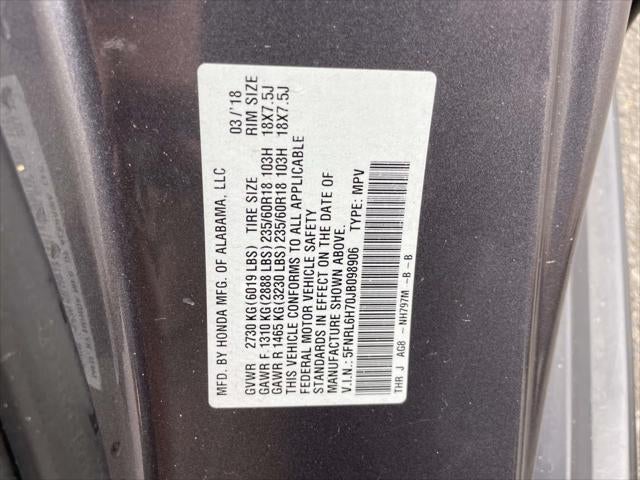 MFD. BY HONDA MFG. OF ALABAMA, LLC 03/'18
GVWR 2730 KG(6019 LBS) TIRE SIZE RIM SIZE
GAWR F. 1310 KG(2888 LBS) 235/60R18 103H 18X7.5J
GAWR R 1465 KG(3230 LBS) 235/60R18 103H 18X7.5J
THIS VEHICLE CONFORMS TO ALL APPLICABLE
FEDERAL MOTOR VEHICLE SAFETY
STANDARDS IN EFFECT ON THE DATE OF
MANUFACTURE SHOWN ABOVE.
V.I.N.: 5FNRL6H70JB098906 TYPE: MPV
THR J AG8 - NH797M -B -B